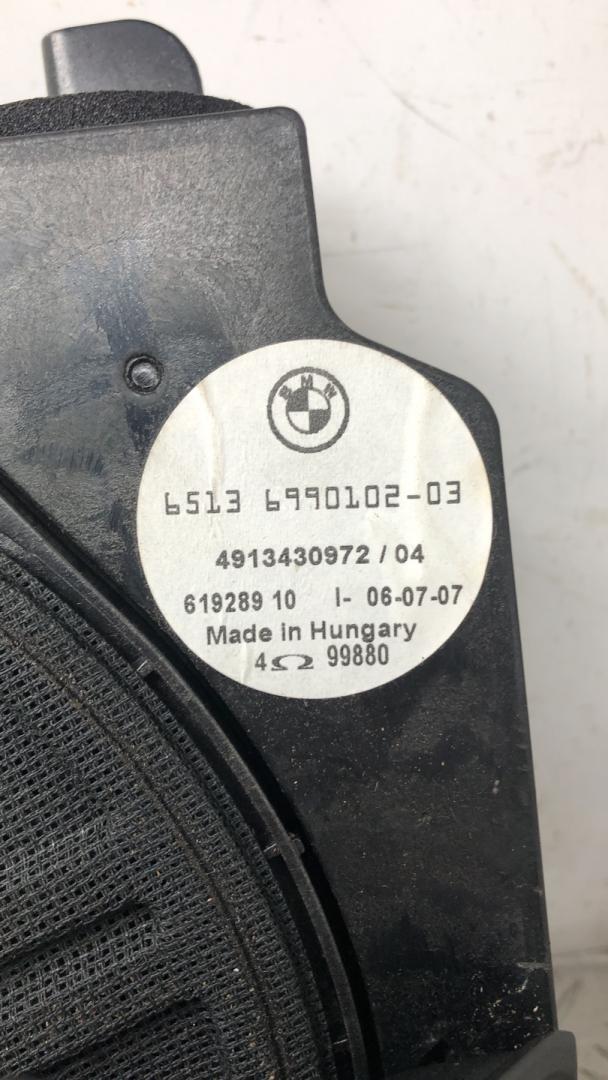 BMW
6513 6990102-03
4913430972 / 04
619289 10 I- 06-07-07
Made in Hungary
4Ω 99880